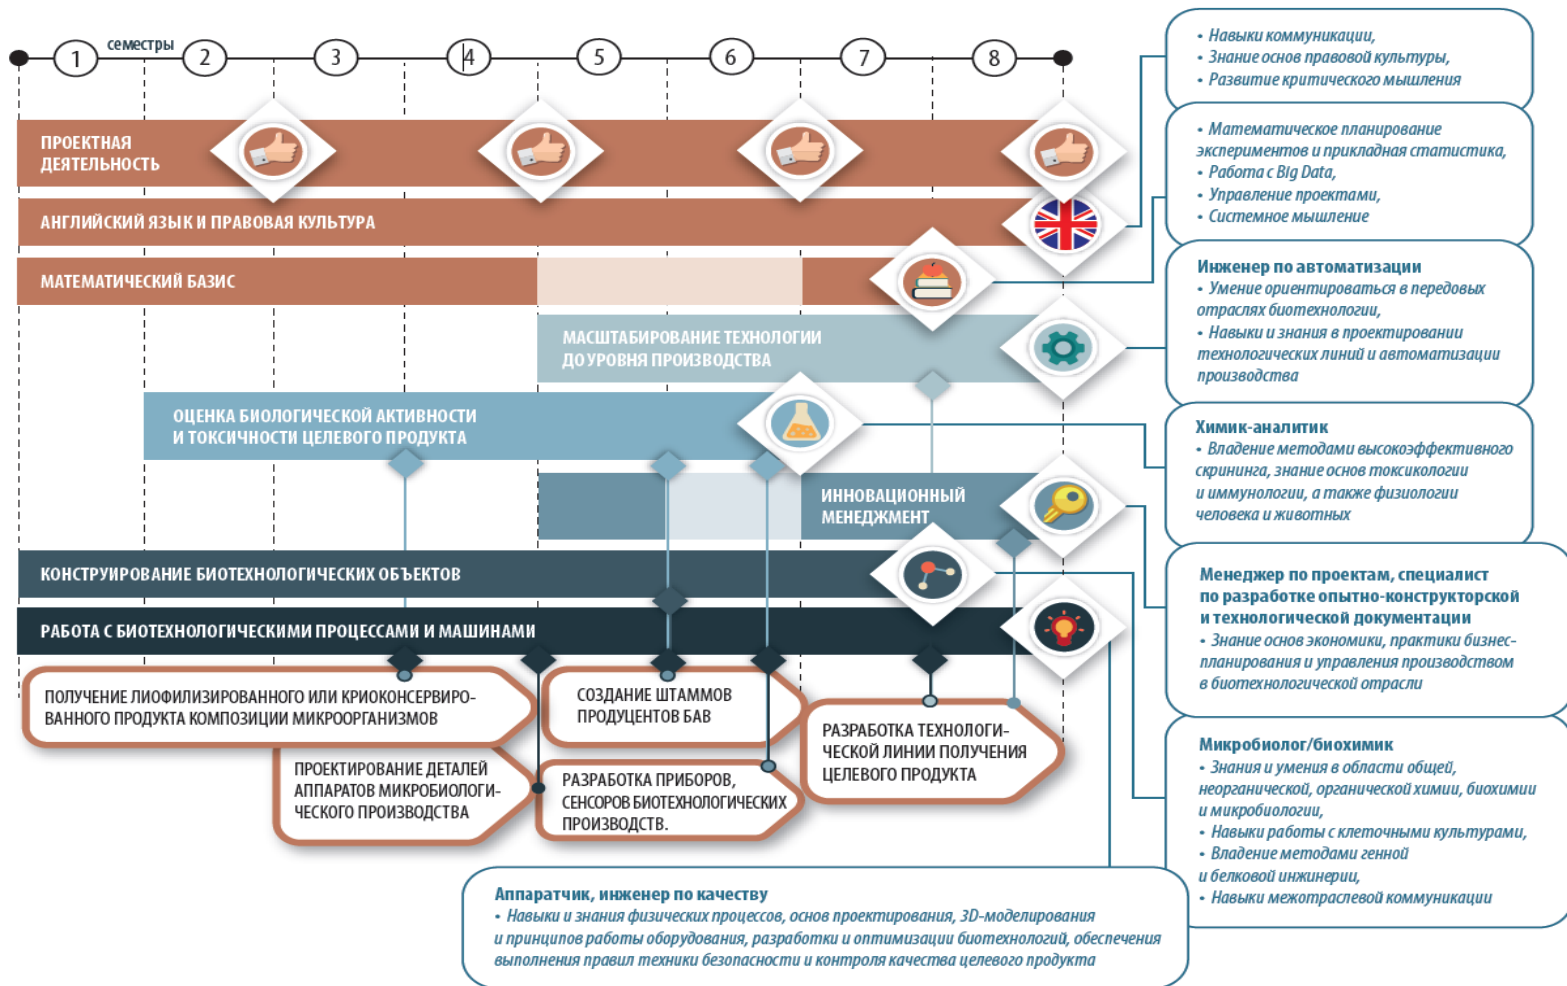 семестры
1
2
3
4
5
6
7
8
ПРОЕКТНАЯ
ДЕЯТЕЛЬНОСТЬ
АНГЛИЙСКИЙ ЯЗЫК И ПРАВОВАЯ КУЛЬТУРА
МАТЕМАТИЧЕСКИЙ БАЗИС
МАСШТАБИРОВАНИЕ ТЕХНОЛОГИИ
ДО УРОВНЯ ПРОИЗВОДСТВА
ОЦЕНКА БИОЛОГИЧЕСКОЙ АКТИВНОСТИ
И ТОКСИЧНОСТИ ЦЕЛЕВОГО ПРОДУКТА
ИННОВАЦИОННЫЙ
МЕНЕДЖМЕНТ
КОНСТРУИРОВАНИЕ БИОТЕХНОЛОГИЧЕСКИХ ОБЪЕКТОВ
РАБОТА С БИОТЕХНОЛОГИЧЕСКИМИ ПРОЦЕССАМИ И МАШИНАМИ
ПОЛУЧЕНИЕ ЛИОФИЛИЗИРОВАННОГО ИЛИ КРИОКОНСЕРВИРО-
ВАННОГО ПРОДУКТА КОМПОЗИЦИИ МИКРООРГАНИЗМОВ
СОЗДАНИЕ ШТАММОВ
ПРОДУЦЕНТОВ БАВ
ПРОЕКТИРОВАНИЕ ДЕТАЛЕЙ
АППАРАТОВ МИКРОБИОЛОГИ-
ЧЕСКОГО ПРОИЗВОДСТВА
РАЗРАБОТКА ПРИБОРОВ,
СЕНСОРОВ БИОТЕХНОЛОГИЧЕСКИХ
ПРОИЗВОДСТВ.
РАЗРАБОТКА ТЕХНОЛОГИ-
ЧЕСКОЙ ЛИНИИ ПОЛУЧЕНИЯ
ЦЕЛЕВОГО ПРОДУКТА
• Навыки коммуникации,
• Знание основ правовой культуры,
• Развитие критического мышления
• Математическое планирование
экспериментов и прикладная статистика,
• Работа с Big Data,
• Управление проектами,
• Системное мышление
Инженер по автоматизации
• Умение ориентироваться в передовых
отраслях биотехнологии,
• Навыки и знания в проектировании
технологических линий и автоматизации
производства
Химик-аналитик
• Владение методами высокоэффективного
скрининга, знание основ токсикологии
и иммунологии, а также физиологии
человека и животных
Менеджер по проектам, специалист
по разработке опытно-конструкторской
и технологической документации
• Знание основ экономики, практики бизнес-
планирования и управления производством
в биотехнологической отрасли
Микробиолог/биохимик
• Знания и умения в области общей,
неорганической, органической химии, биохимии
и микробиологии,
• Навыки работы с клеточными культурами,
• Владение методами генной
и белковой инженерии,
• Навыки межотраслевой коммуникации
Аппаратчик, инженер по качеству
• Навыки и знания физических процессов, основ проектирования, 3D-моделирования
и принципов работы оборудования, разработки и оптимизации биотехнологий, обеспечения
выполнения правил техники безопасности и контроля качества целевого продукта